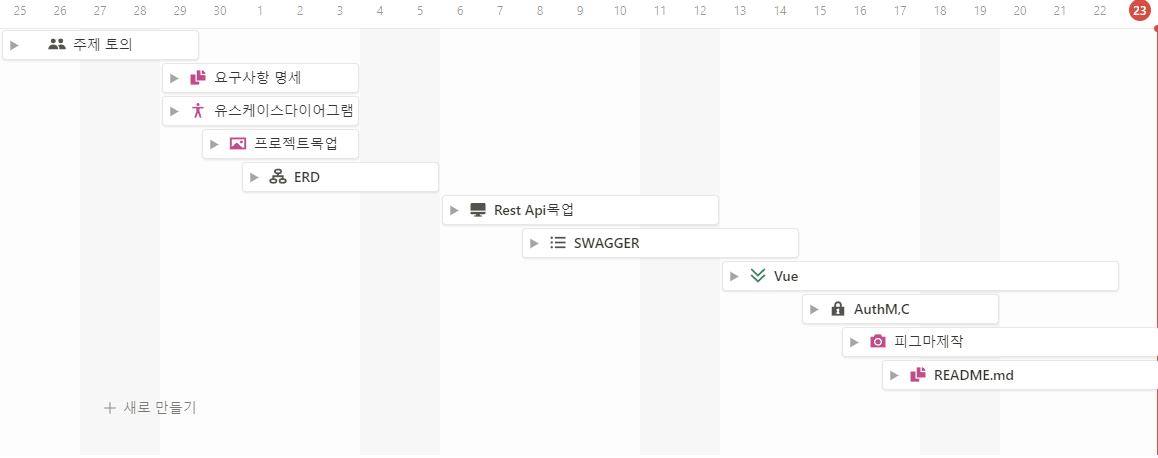 25 26 27 28 29 30 1 2 3 4 5 6 7 8 9 10 11 12 13 14 15 16 17 18 19 20 21 22 23
주제 토의
요구사항 명세
유스케이스다이어그램
프로젝트목업
ERD
Rest Api목업
SWAGGER
Vue
AuthM,C
피그마제작
README.md
+ 새로 만들기